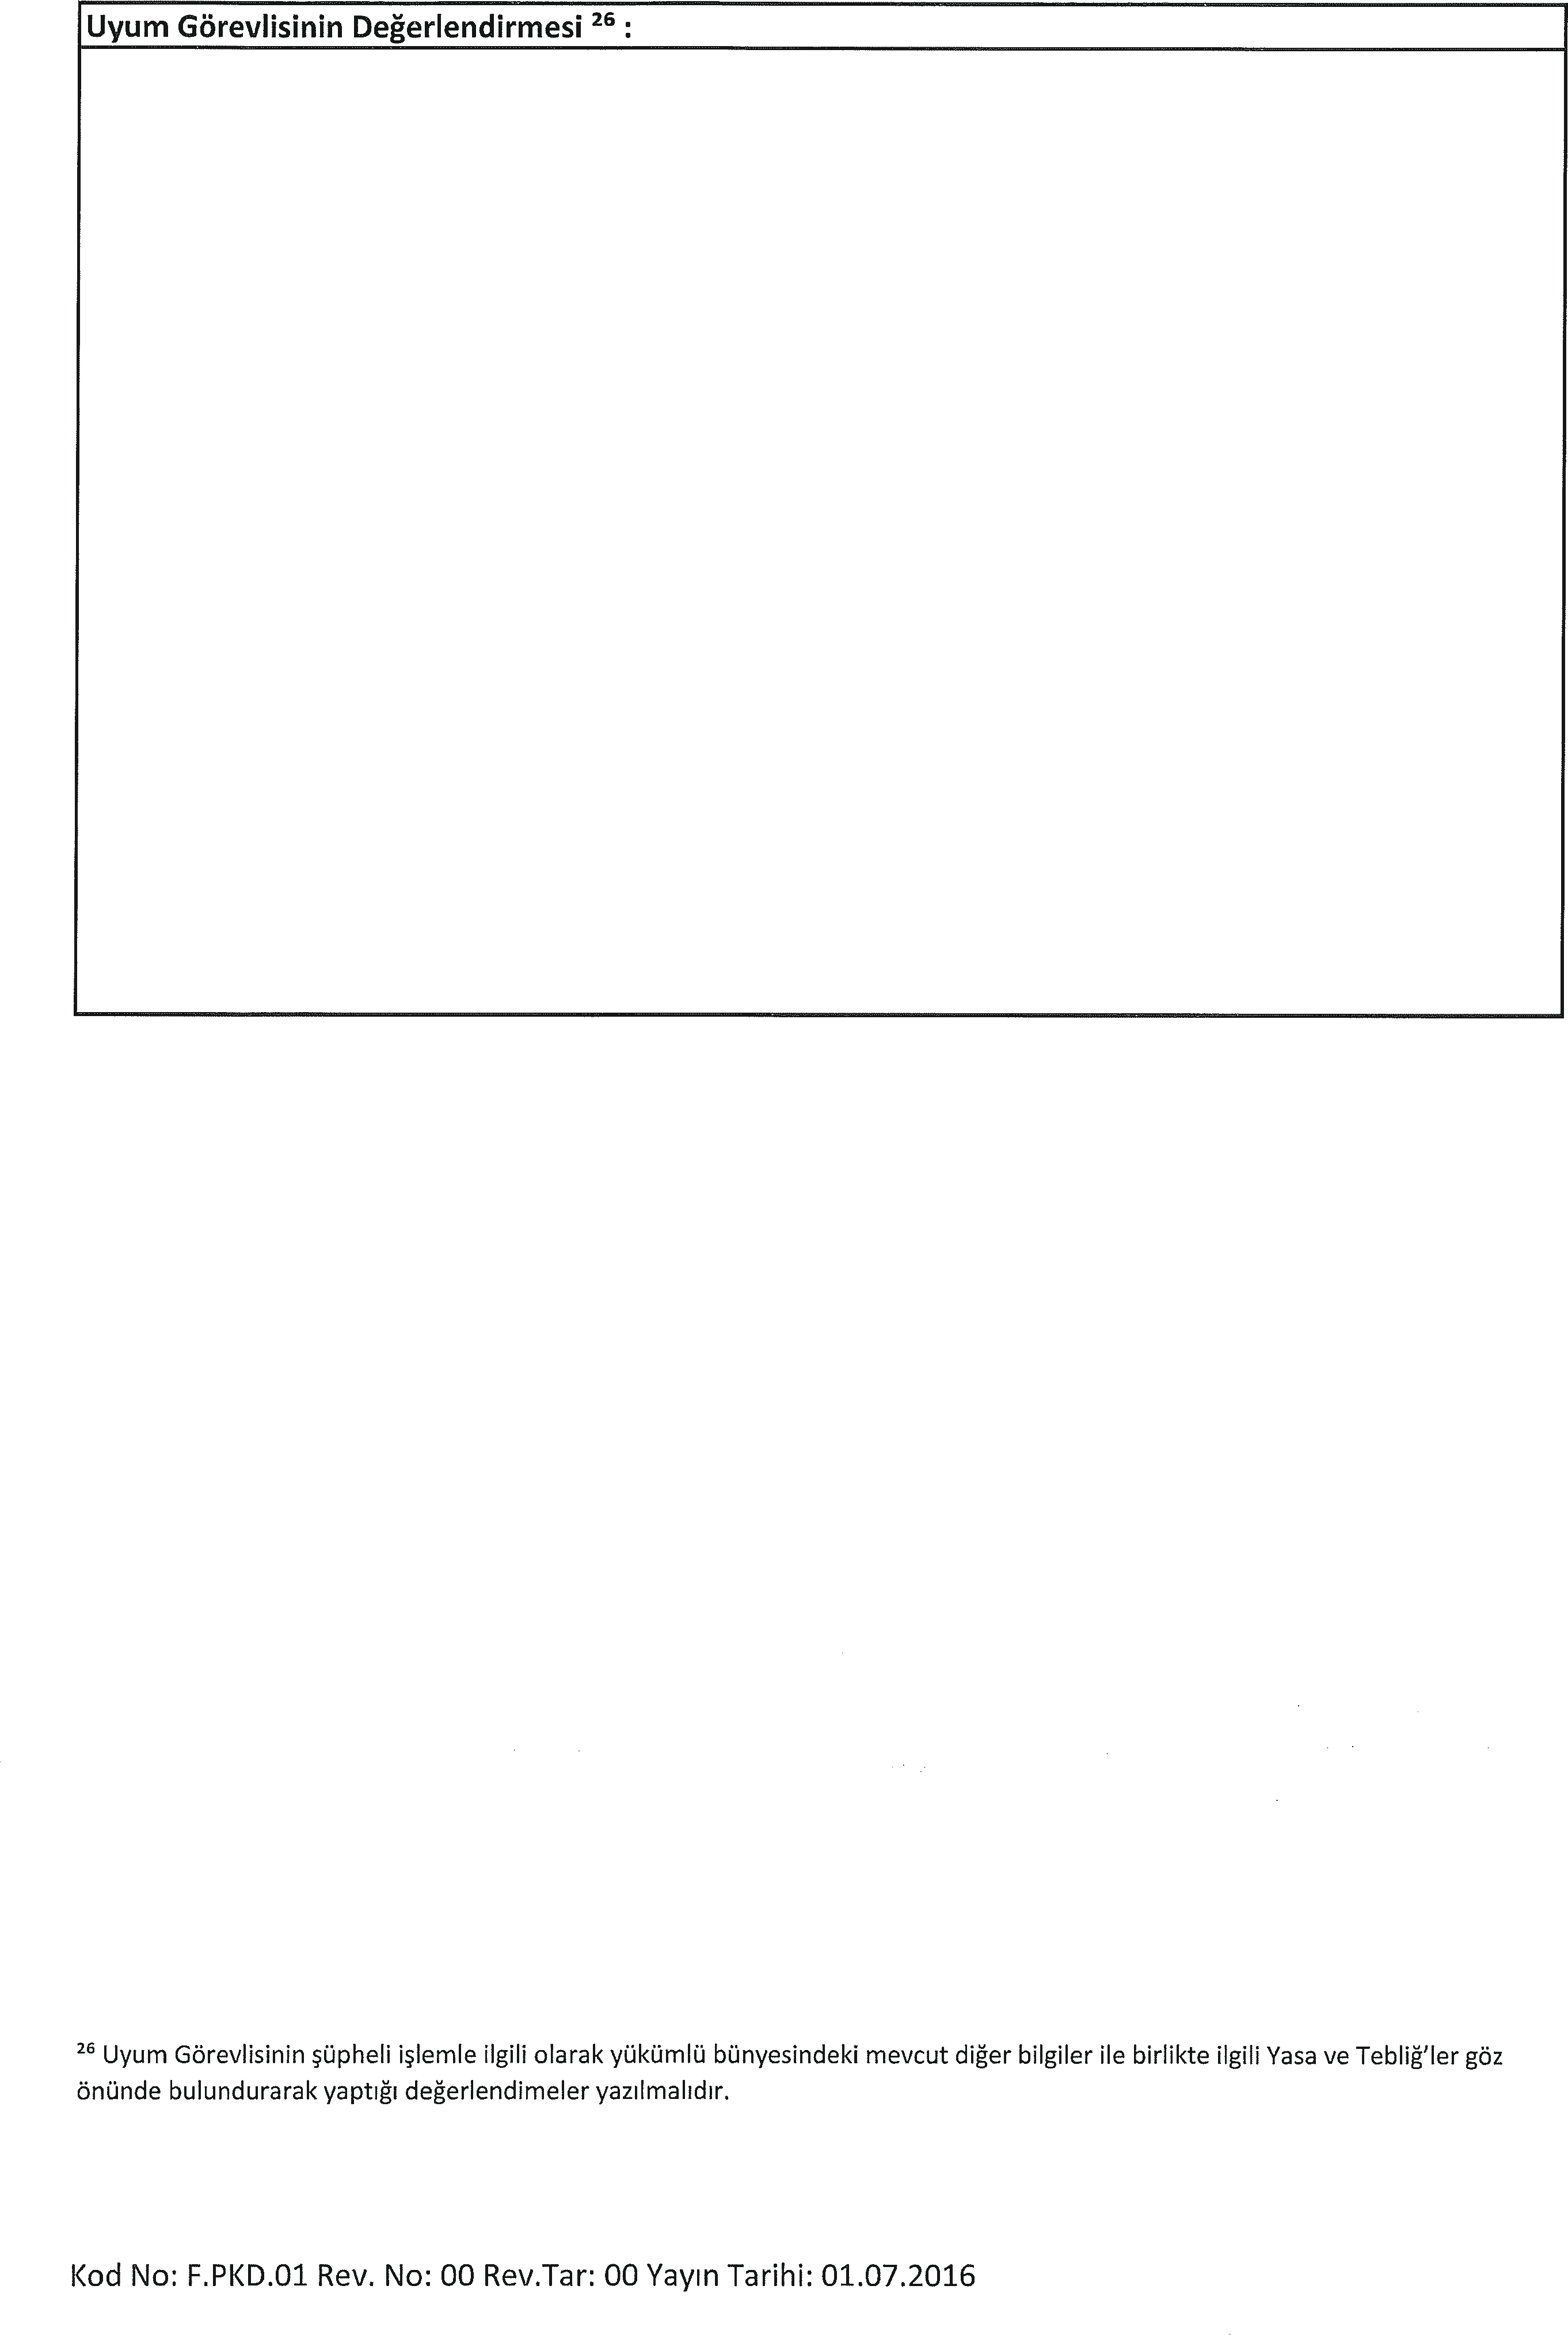 Uyum Görevlisinin Değerlendirmesi ²⁶ :
²⁶ Uyum Görevlisinin şüpheli işlemle ilgili olarak yükümlü bünyesindeki mevcut diğer bilgiler ile birlikte ilgili Yasa ve Tebliğ'ler göz
önünde bulundurarak yaptığı değerlendimeler yazılmalıdır.
Kod No: F.PKD.01 Rev. No: 00 Rev.Tar: 00 Yayın Tarihi: 01.07.2016